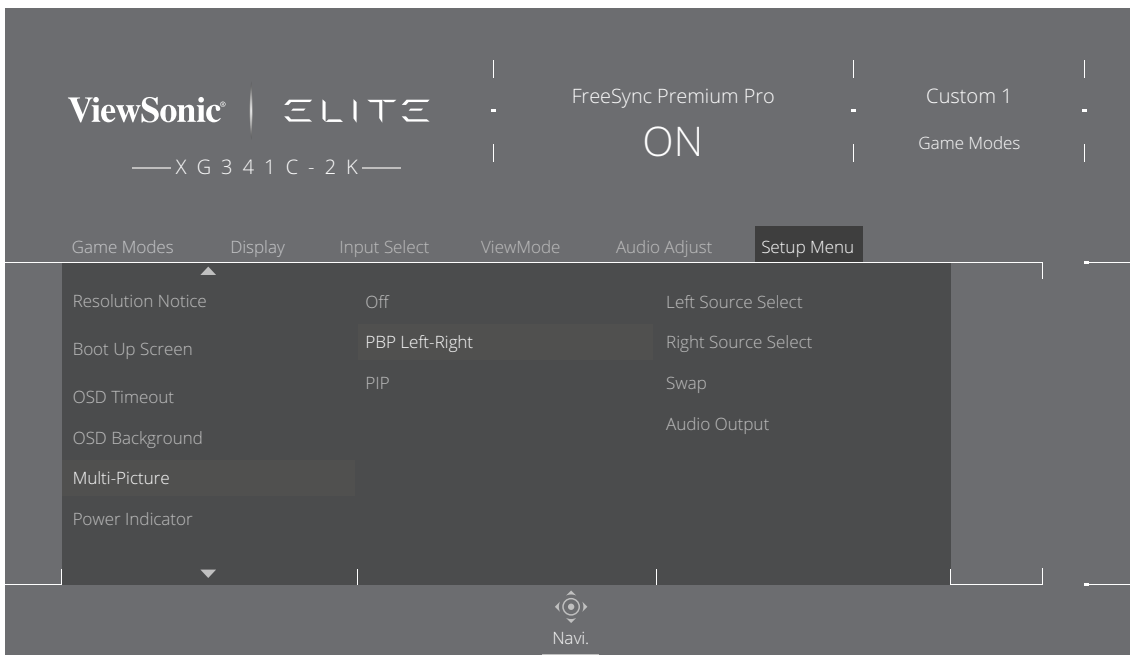 ViewSonic® ELITE
XG341C-2K
FreeSync Premium Pro
ON
Custom 1
Game Modes
Game Modes Display Input Select ViewMode Audio Adjust Setup Menu
Resolution Notice
Boot Up Screen
OSD Timeout
OSD Background
Multi-Picture
Power Indicator
Off
PBP Left-Right
PIP
Left Source Select
Right Source Select
Swap
Audio Output
Navi.